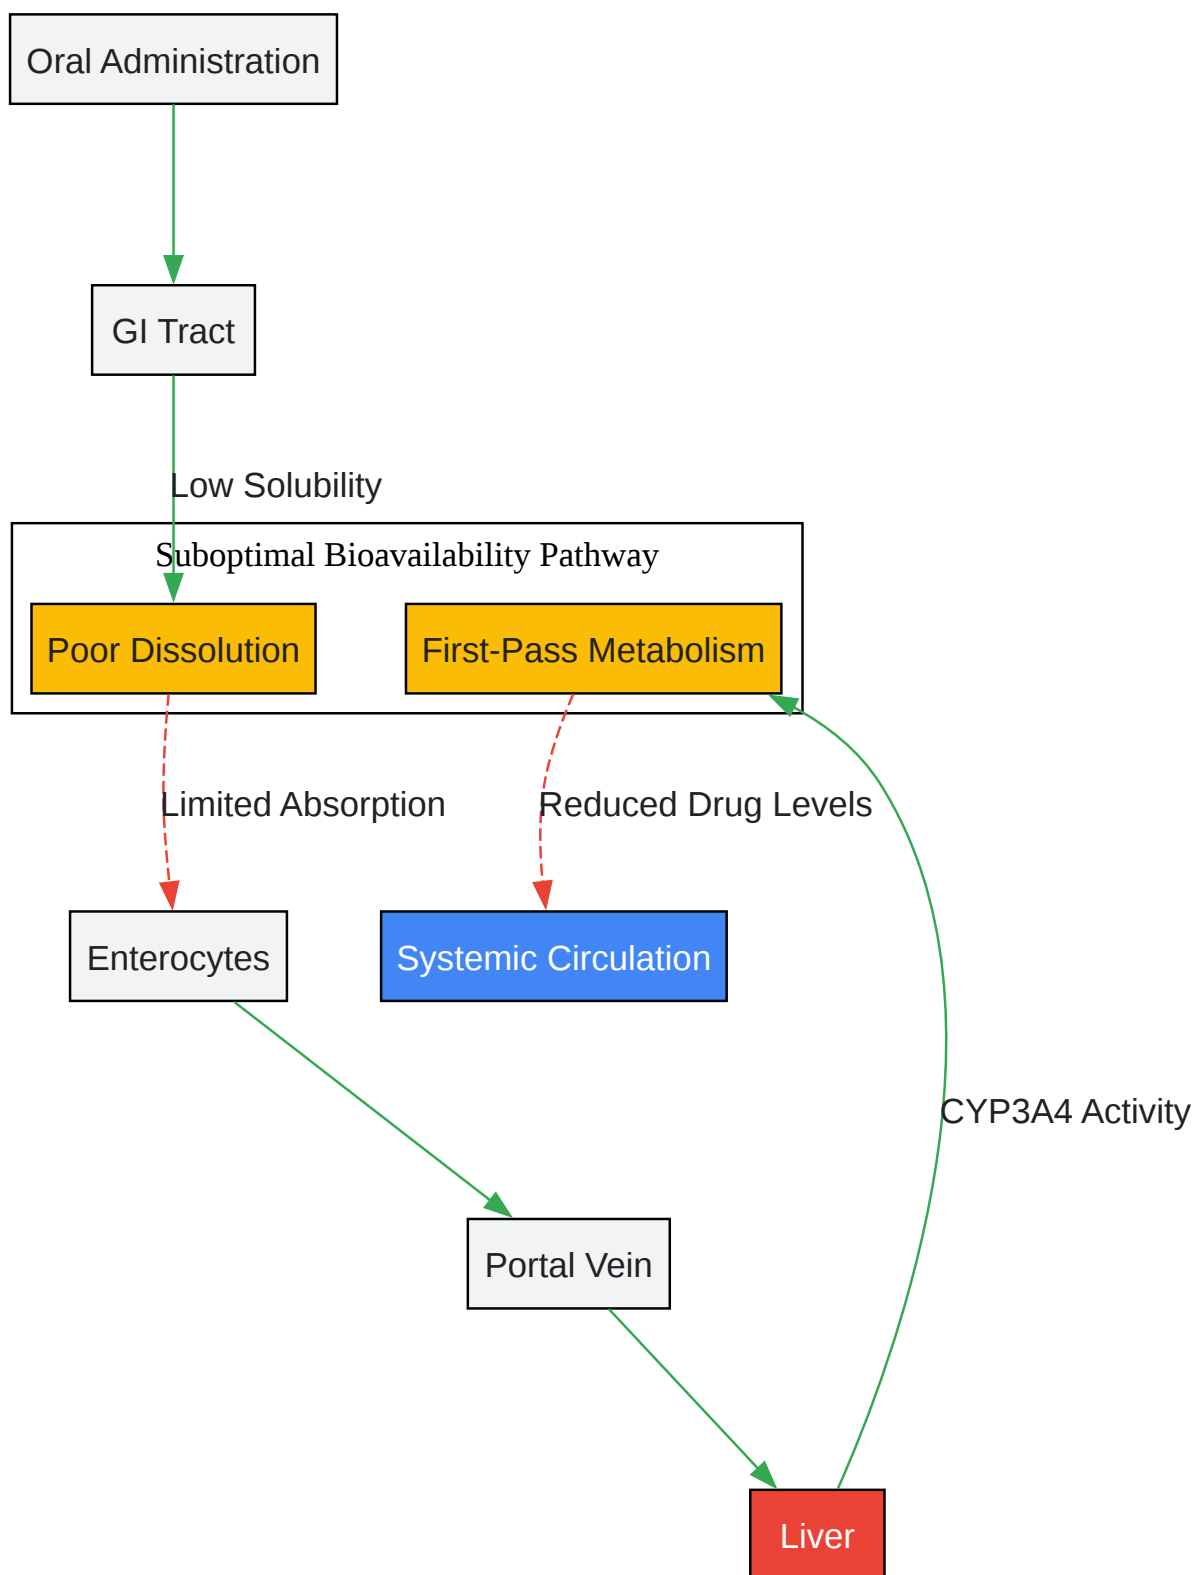 Oral Administration
GI Tract
Low Solubility
Suboptimal Bioavailability Pathway
Poor Dissolution
First-Pass Metabolism
Limited Absorption
Reduced Drug Levels
Enterocytes
Systemic Circulation
CYP3A4 Activity
Portal Vein
Liver